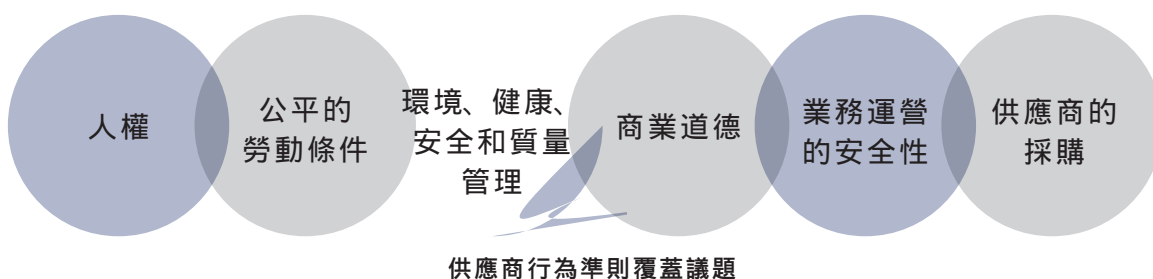 人權
公平的
勞動條件
環境、健康、
安全和質量
管理
商業道德
業務運營
的安全性
供應商的
採購
供應商行為準則覆蓋議題